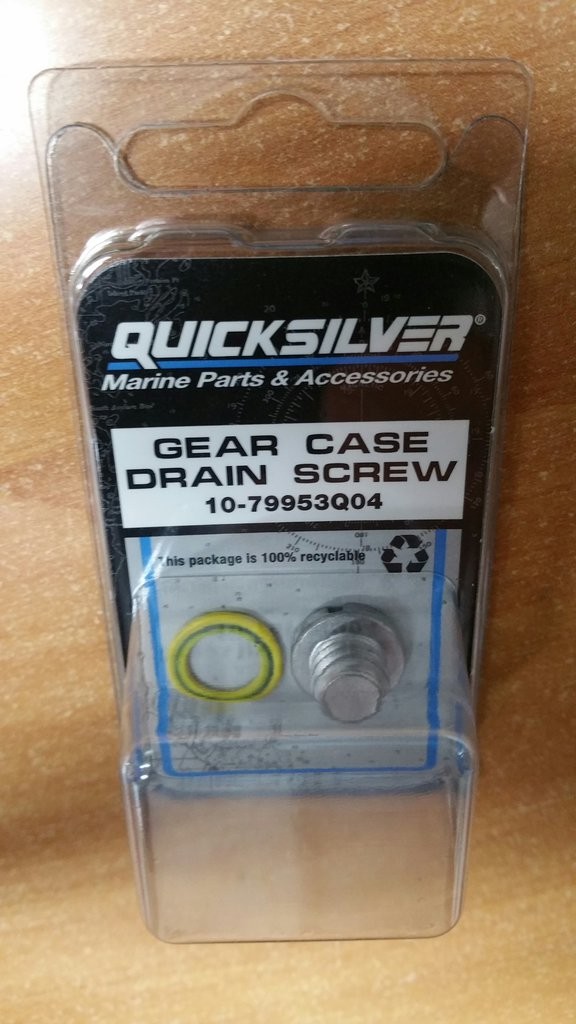 QUICKSILVER®
Marine Parts & Accessories
GEAR CASE
DRAIN SCREW
10-79953Q04
This package is 100% recyclable